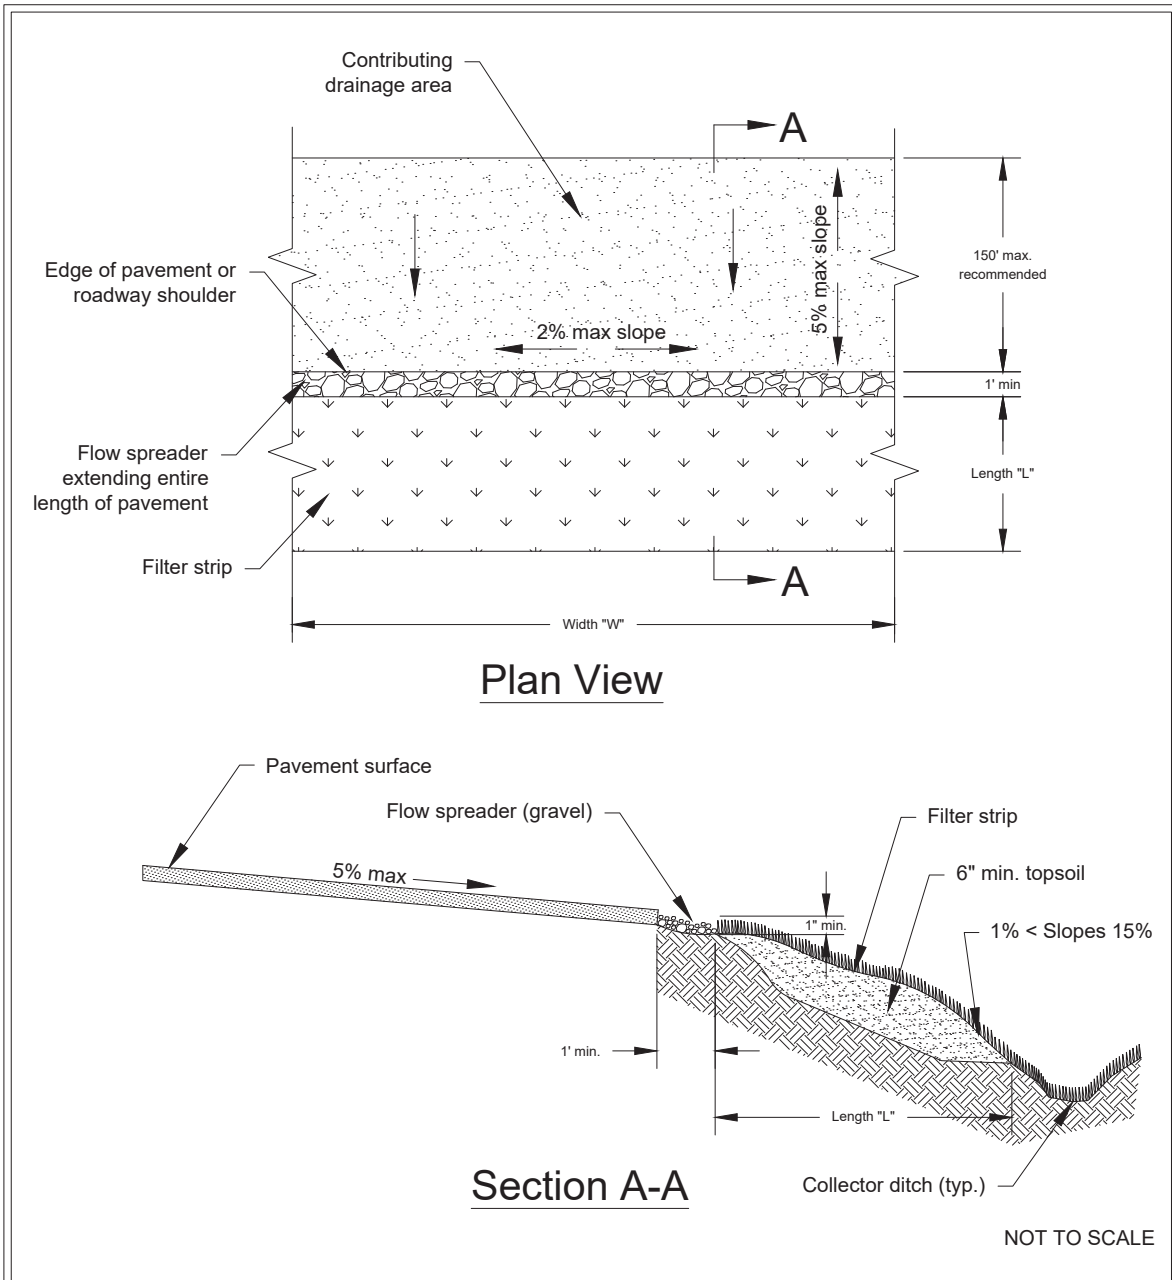 Contributing
drainage area
A
5% max slope
150' max.
recommended
Edge of pavement or
roadway shoulder
2% max slope
1' min
Flow spreader
extending entire
length of pavement
Length "L"
Filter strip
A
Width "W"
Plan View
Pavement surface
Flow spreader (gravel)
Filter strip
5% max
6" min. topsoil
1" min.
1% < Slopes 15%
1' min.
Length "L"
Section A-A
Collector ditch (typ.)
NOT TO SCALE